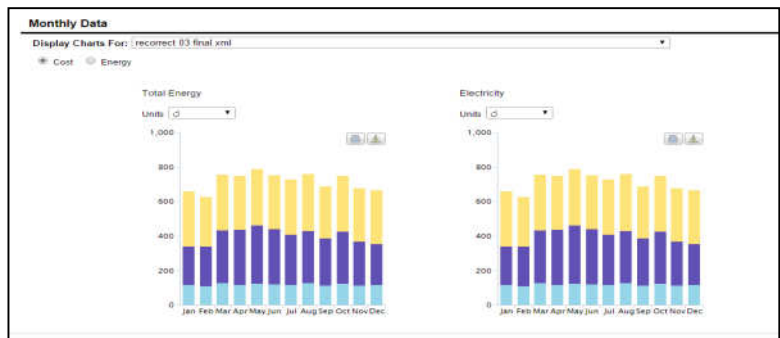 Monthly Data
Display Charts For: recorrect 03 final.xml
Cost Energy
Total Energy
Units
1,000
800
600
400
200
0
Jan Feb Mar Apr May Jun Jul Aug Sep Oct Nov Dec
Electricity
Units
1,000
800
600
400
200
0
Jan Feb Mar Apr May Jun Jul Aug Sep Oct Nov Dec